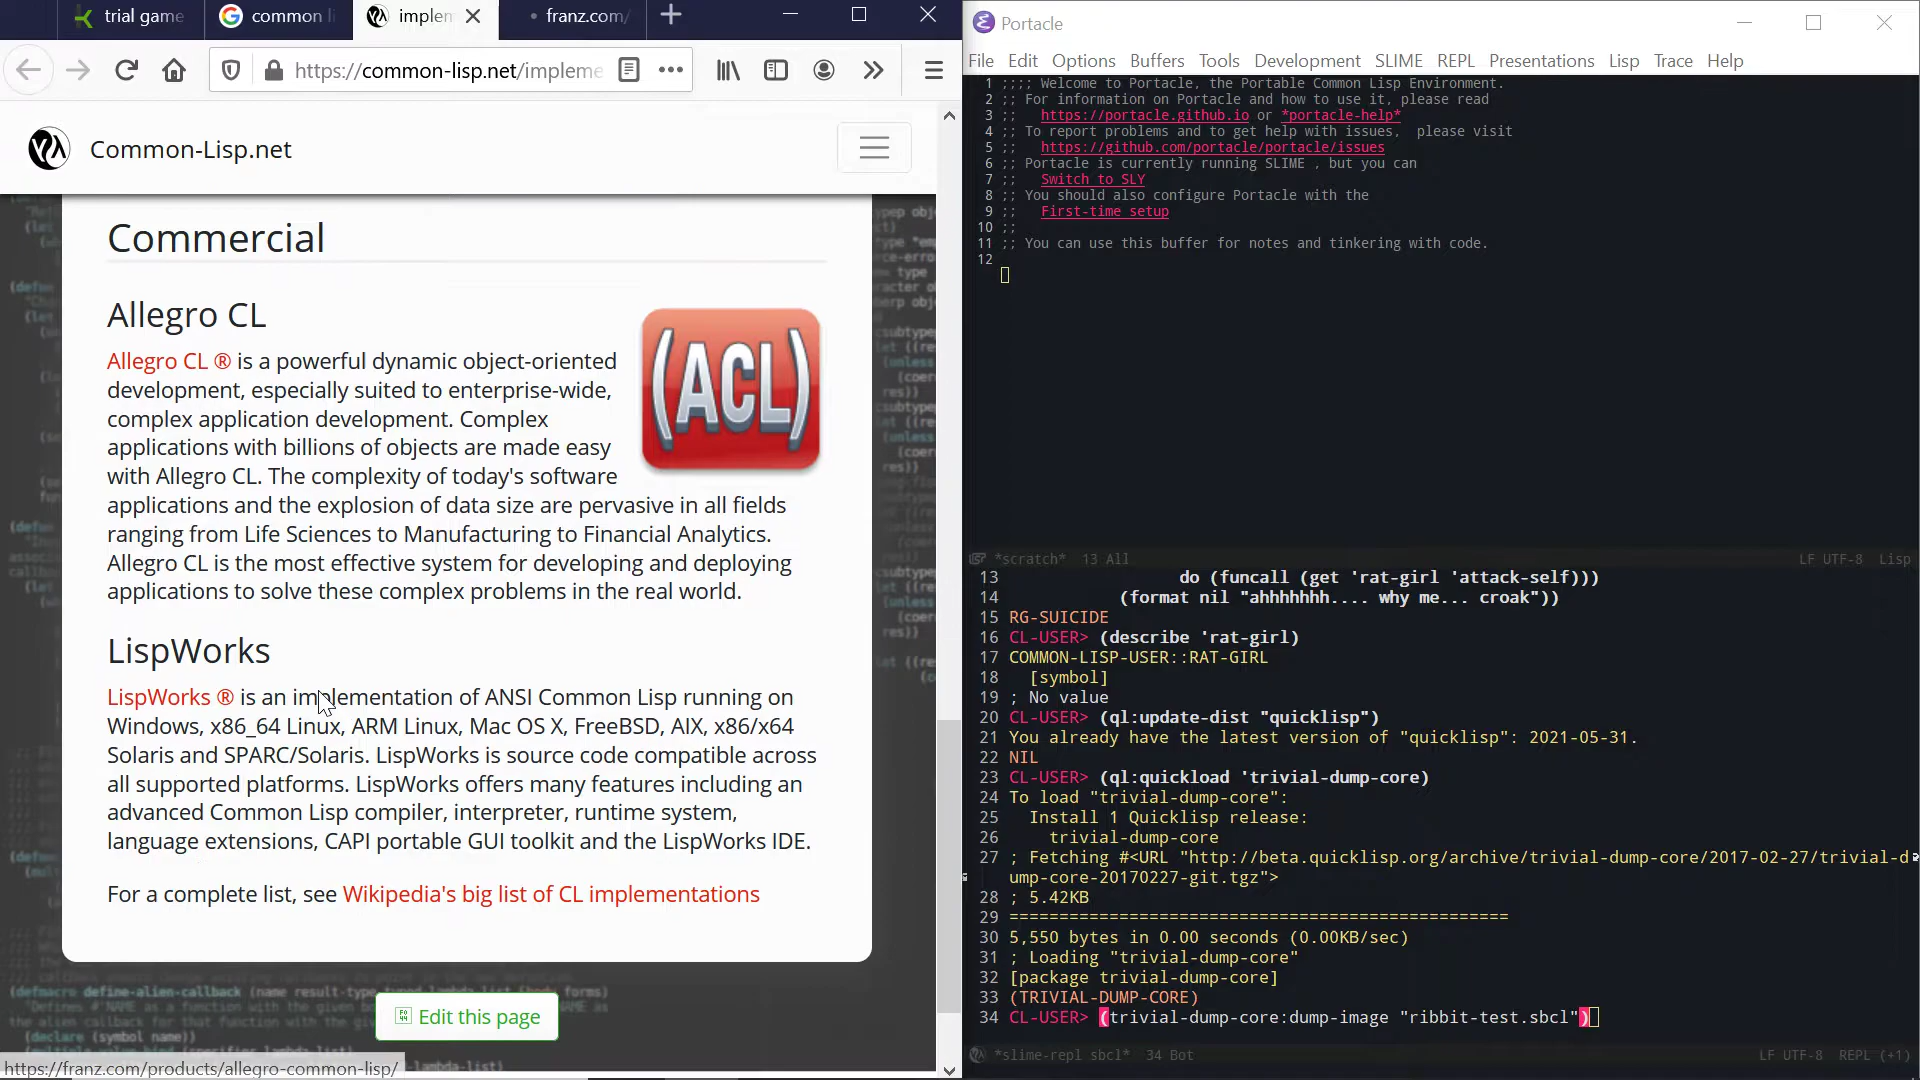 trial game
common li
implem
franz.com/
https://common-lisp.net/impleme
Common-Lisp.net
Commercial
Allegro CL
(ACL)
Allegro CL ® is a powerful dynamic object-oriented
development, especially suited to enterprise-wide,
complex application development. Complex
applications with billions of objects are made easy
with Allegro CL. The complexity of today's software
applications and the explosion of data size are pervasive in all fields
ranging from Life Sciences to Manufacturing to Financial Analytics.
Allegro CL is the most effective system for developing and deploying
applications to solve these complex problems in the real world.
LispWorks
LispWorks ® is an implementation of ANSI Common Lisp running on
Windows, x86_64 Linux, ARM Linux, Mac OS X, FreeBSD, AIX, x86/x64
Solaris and SPARC/Solaris. LispWorks is source code compatible across
all supported platforms. LispWorks offers many features including an
advanced Common Lisp compiler, interpreter, runtime system,
language extensions, CAPI portable GUI toolkit and the LispWorks IDE.
For a complete list, see Wikipedia's big list of CL implementations
Edit this page
https://franz.com/products/allegro-common-lisp/
Portacle
File Edit Options Buffers Tools Development SLIME REPL Presentations Lisp Trace Help
1 ;;;; Welcome to Portacle, the Portable Common Lisp Environment.
2 ;; For information on Portacle and how to use it, please read
3 ;; https://portacle.github.io or *portacle-help*
4 ;; To report problems and to get help with issues, please visit
5 ;; https://github.com/portacle/portacle/issues
6 ;; Portacle is currently running SLIME , but you can
7 ;; Switch to SLY
8 ;; You should also configure Portacle with the
9 ;; First-time setup
10 ;;
11 ;; You can use this buffer for notes and tinkering with code.
12
*scratch* 13 All LF UTF-8 Lisp
13 do (funcall (get 'rat-girl 'attack-self)))
14 (format nil "ahhhhhhh.... why me... croak"))
15 RG-SUICIDE
16 CL-USER> (describe 'rat-girl)
17 COMMON-LISP-USER::RAT-GIRL
18 [symbol]
19 ; No value
20 CL-USER> (ql:update-dist "quicklisp")
21 You already have the latest version of "quicklisp": 2021-05-31.
22 NIL
23 CL-USER> (ql:quickload 'trivial-dump-core)
24 To load "trivial-dump-core":
25 Install 1 Quicklisp release:
26 trivial-dump-core
27 ; Fetching #<URL "http://beta.quicklisp.org/archive/trivial-dump-core/2017-02-27/trivial-d
ump-core-20170227-git.tgz">
28 ; 5.42KB
29 ==================================================
30 5,550 bytes in 0.00 seconds (0.00KB/sec)
31 ; Loading "trivial-dump-core"
32 [package trivial-dump-core]
33 (TRIVIAL-DUMP-CORE)
34 CL-USER> (trivial-dump-core:dump-image "ribbit-test.sbcl")
*slime-repl sbcl* 34 Bot LF UTF-8 REPL (+1)